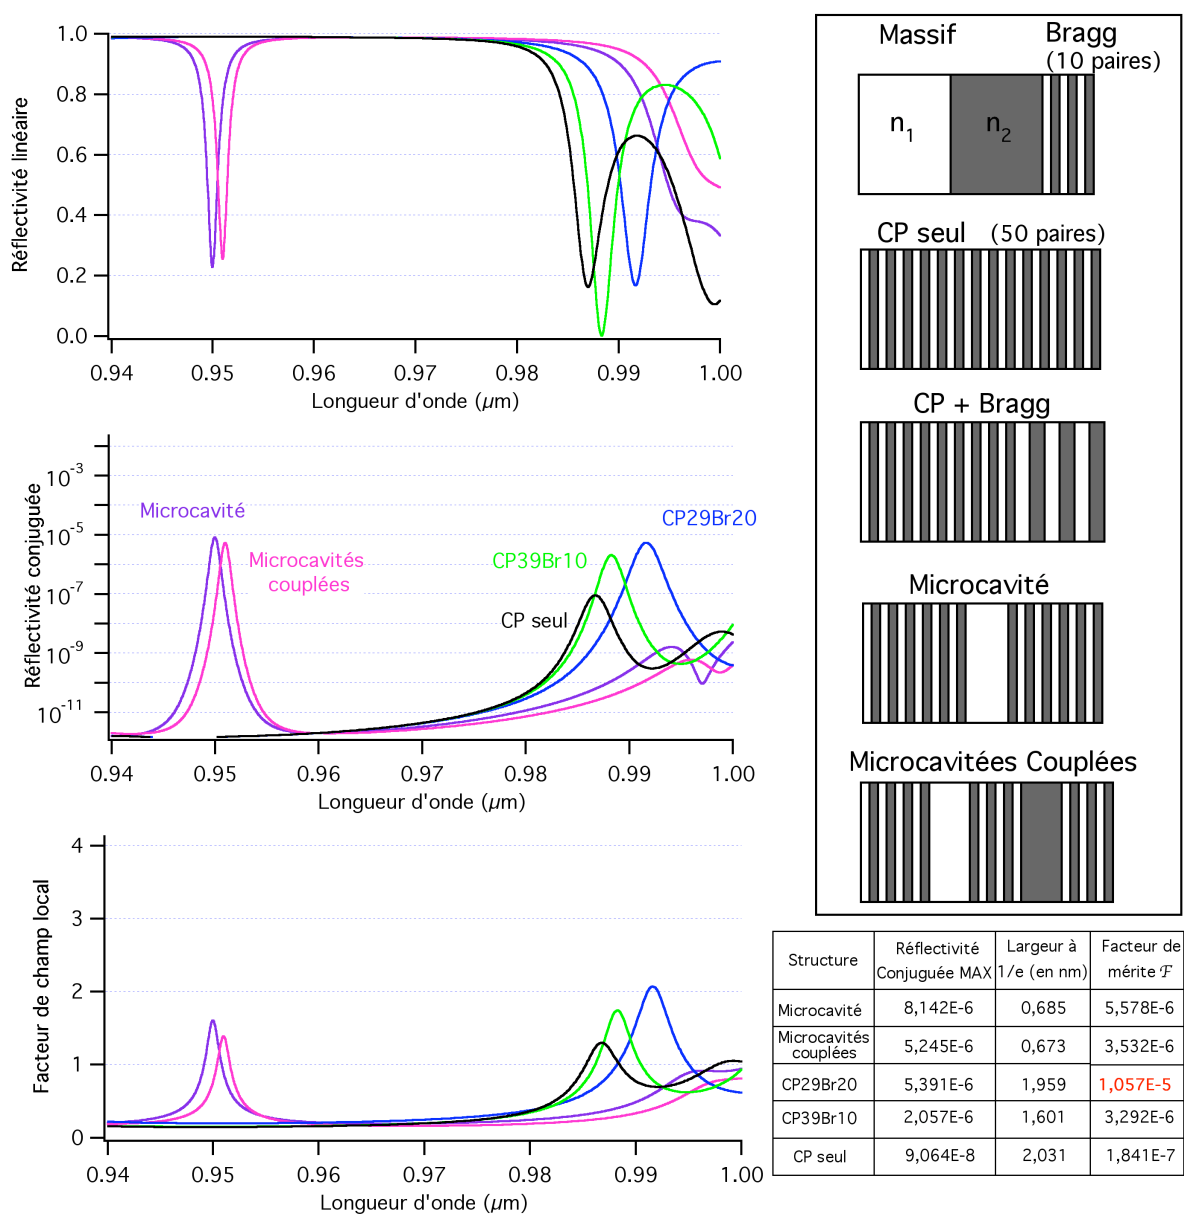 1.0
0.8
0.6
0.4
0.2
0.0
Réflectivité linéaire
0.94
0.95
0.96
0.97
0.98
0.99
1.00
Longueur d'onde (µm)
10-3
10-5
10-7
10-9
10-11
Réflectivité conjuguée
Microcavité
Microcavités
couplées
CP29Br20
CP39Br10
CP seul
0.94
0.95
0.96
0.97
0.98
0.99
1.00
Longueur d'onde (µm)
4
3
2
1
0
Facteur de champ local
0.94
0.95
0.96
0.97
0.98
0.99
1.00
Longueur d'onde (µm)
Massif
Bragg
(10 paires)
n1
n2
CP seul (50 paires)
CP + Bragg
Microcavité
Microcavitées Couplées
Structure
Réflectivité
Conjuguée MAX
Largeur à
1/e (en nm)
Facteur de
mérite ℱ
Microcavité
8,142E-6
0,685
5,578E-6
Microcavités
couplées
5,245E-6
0,673
3,532E-6
CP29Br20
5,391E-6
1,959
1,057E-5
CP39Br10
2,057E-6
1,601
3,292E-6
CP seul
9,064E-8
2,031
1,841E-7